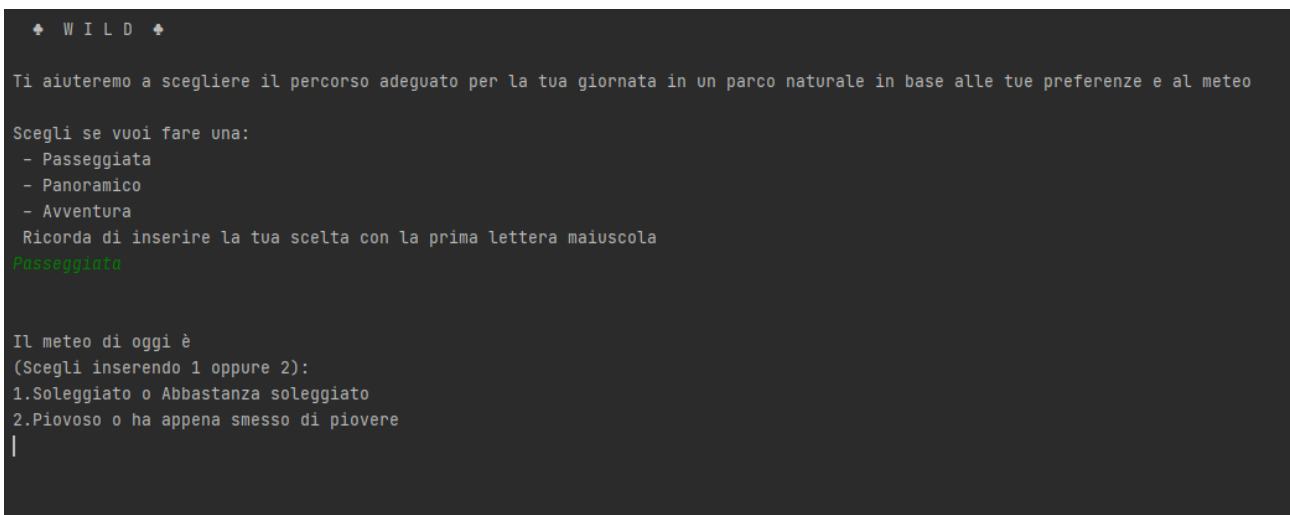 ♣ W I L D ♣
Ti aiuteremo a scegliere il percorso adeguato per la tua giornata in un parco naturale in base alle tue preferenze e al meteo
Scegli se vuoi fare una:
- Passeggiata
- Panoramico
- Avventura
Ricorda di inserire la tua scelta con la prima lettera maiuscola
Passeggiata
Il meteo di oggi è
(Scegli inserendo 1 oppure 2):
1.Soleggiato o Abbastanza soleggiato
2.Piovoso o ha appena smesso di piovere